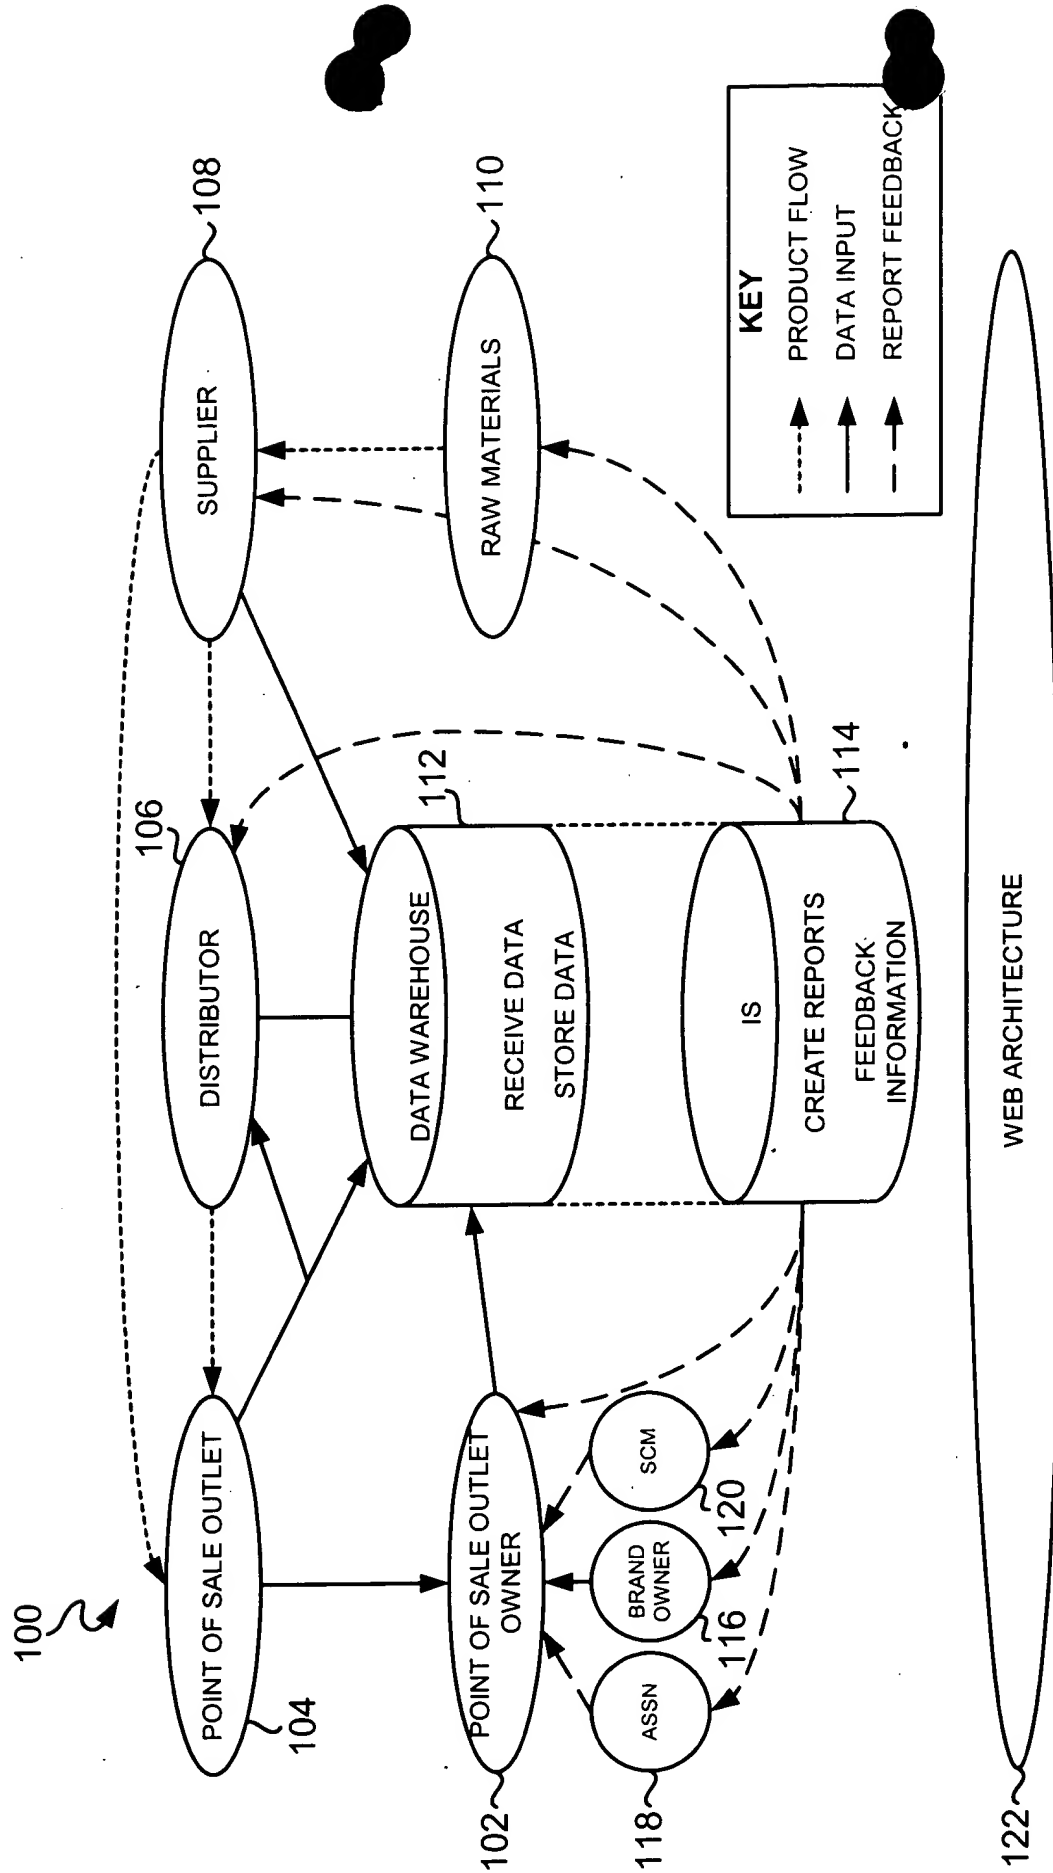 100
POINT OF SALE OUTLET
104
DISTRIBUTOR
106
SUPPLIER
108
POINT OF SALE OUTLET
OWNER
102
DATA WAREHOUSE
RECEIVE DATA
STORE DATA
112
RAW MATERIALS
110
ASSN
118
BRAND
OWNER
116
SCM
120
IS
CREATE REPORTS
FEEDBACK
INFORMATION
114
KEY
PRODUCT FLOW
DATA INPUT
REPORT FEEDBACK
WEB ARCHITECTURE
122